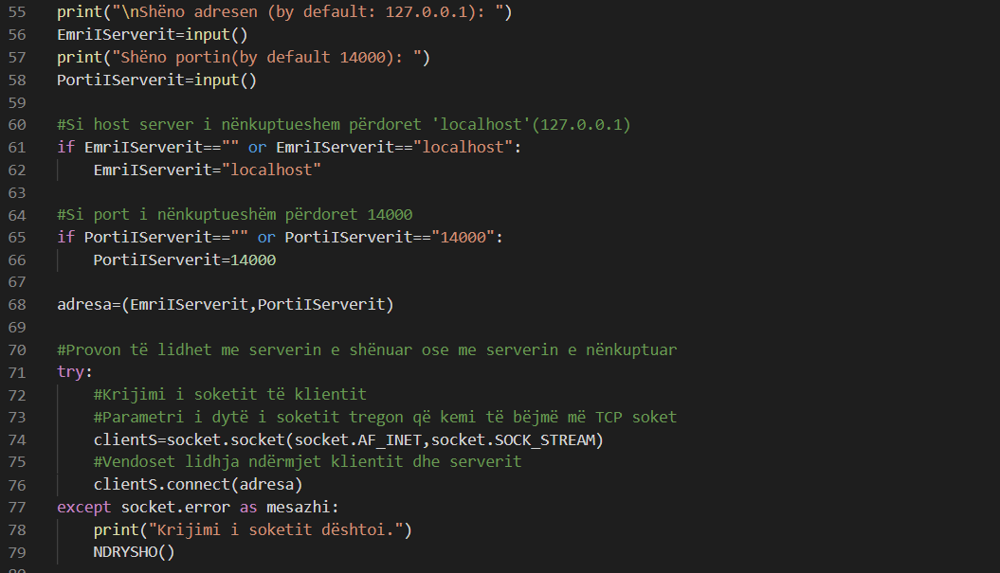 55 print("\nShëno adresen (by default: 127.0.0.1): ")
56 EmriIServerit=input()
57 print("Shëno portin(by default 14000): ")
58 PortiIServerit=input()
59
60 #Si host server i nënkuptueshem përdoret 'localhost'(127.0.0.1)
61 if EmriIServerit=="" or EmriIServerit=="localhost":
62 EmriIServerit="localhost"
63
64 #Si port i nënkuptueshëm përdoret 14000
65 if PortiIServerit=="" or PortiIServerit=="14000":
66 PortiIServerit=14000
67
68 adresa=(EmriIServerit,PortiIServerit)
69
70 #Provon të lidhet me serverin e shënuar ose me serverin e nënkuptuar
71 try:
72 #Krijimi i soketit të klientit
73 #Parametri i dytë i soketit tregon që kemi të bëjmë më TCP soket
74 clientS=socket.socket(socket.AF_INET,socket.SOCK_STREAM)
75 #Vendoset lidhja ndërmjet klientit dhe serverit
76 clientS.connect(adresa)
77 except socket.error as mesazhi:
78 print("Krijimi i soketit dështoi.")
79 NDRYSHO()